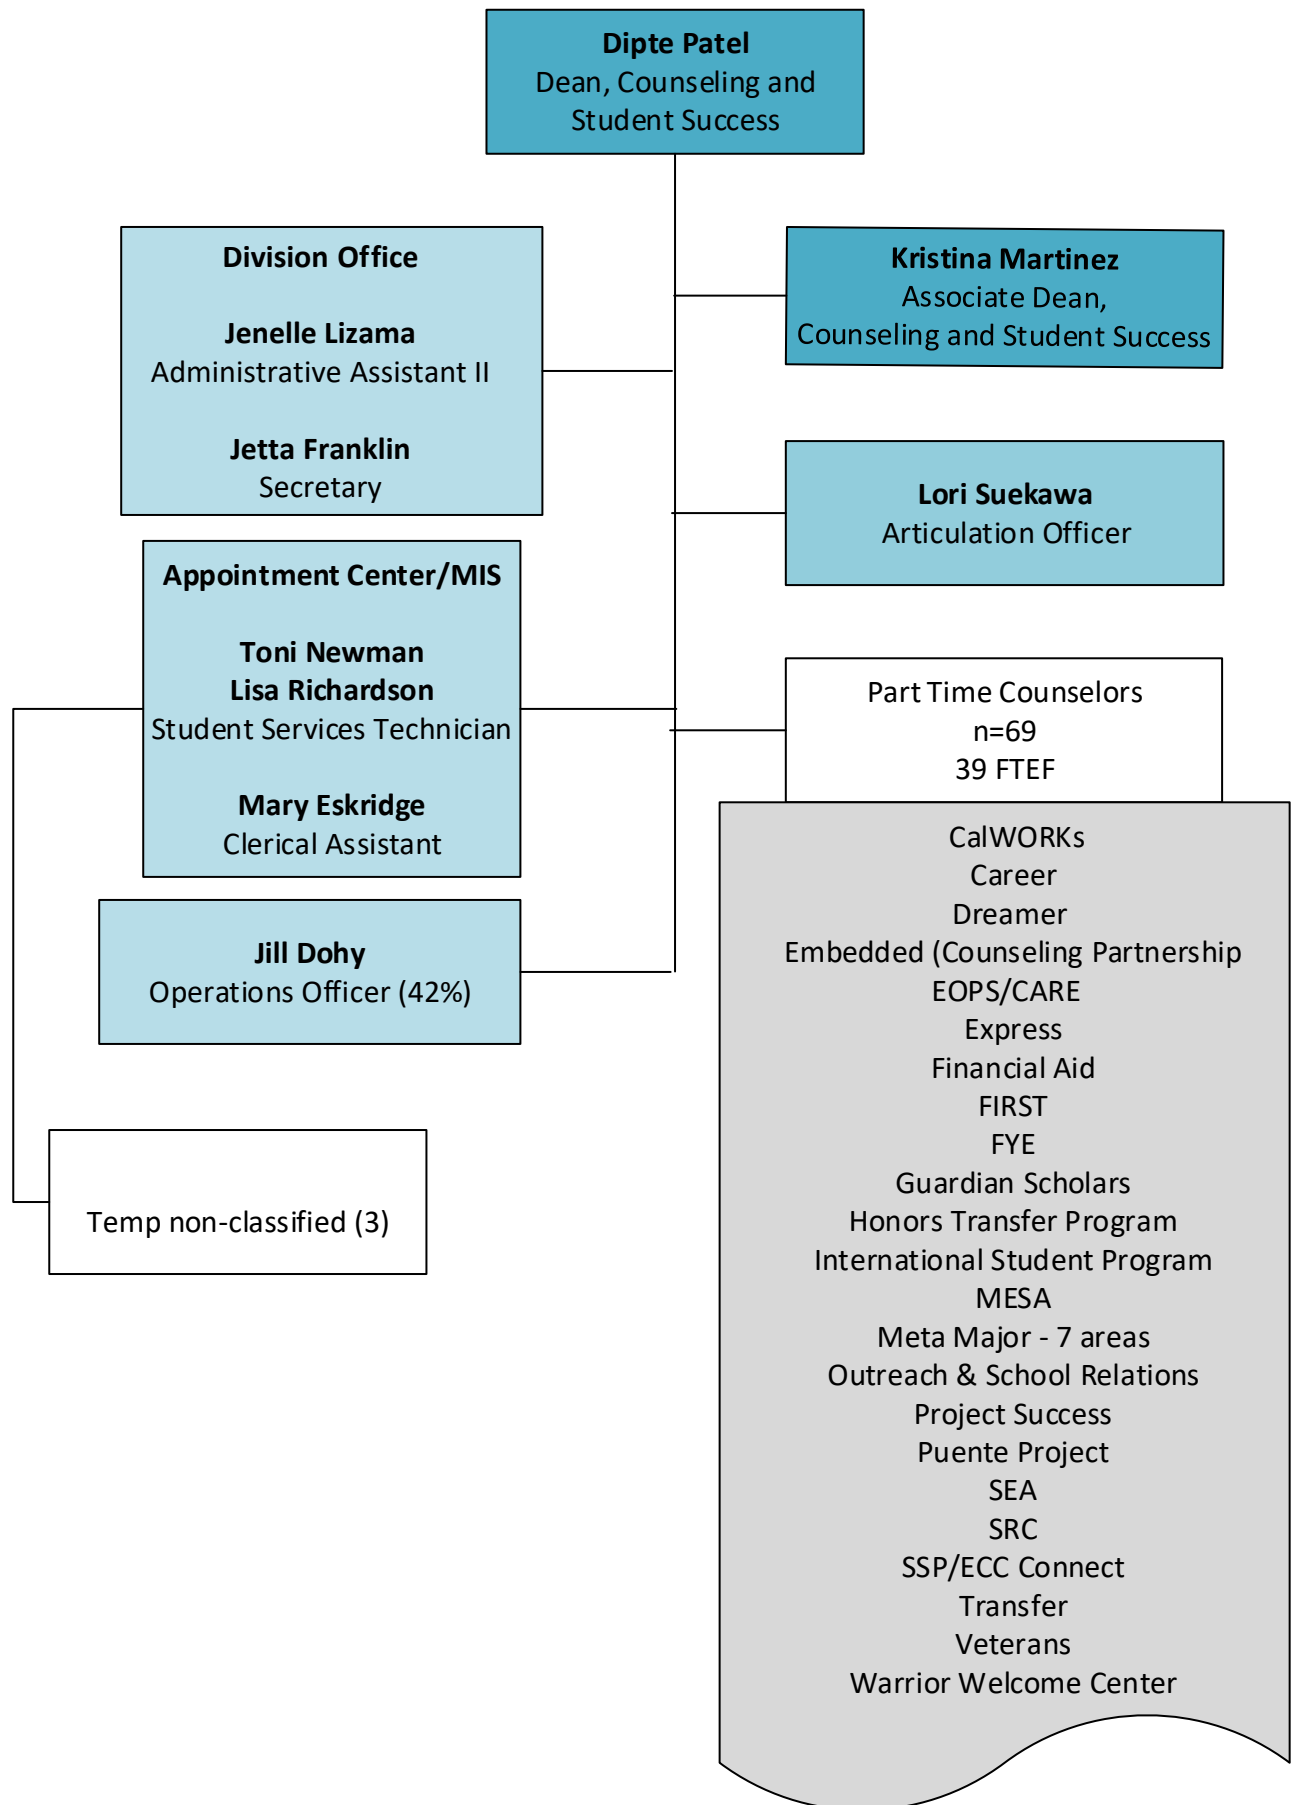 Dipte Patel
Dean, Counseling and
Student Success
Division Office
Jenelle Lizama
Administrative Assistant II
Jetta Franklin
Secretary
Kristina Martinez
Associate Dean,
Counseling and Student Success
Lori Suekawa
Articulation Officer
Appointment Center/MIS
Toni Newman
Lisa Richardson
Student Services Technician
Mary Eskridge
Clerical Assistant
Part Time Counselors
n=69
39 FTEF
Jill Dohy
Operations Officer (42%)
Temp non-classified (3)
CalWORKs
Career
Dreamer
Embedded (Counseling Partnership
EOPS/CARE
Express
Financial Aid
FIRST
FYE
Guardian Scholars
Honors Transfer Program
International Student Program
MESA
Meta Major - 7 areas
Outreach & School Relations
Project Success
Puente Project
SEA
SRC
SSP/ECC Connect
Transfer
Veterans
Warrior Welcome Center